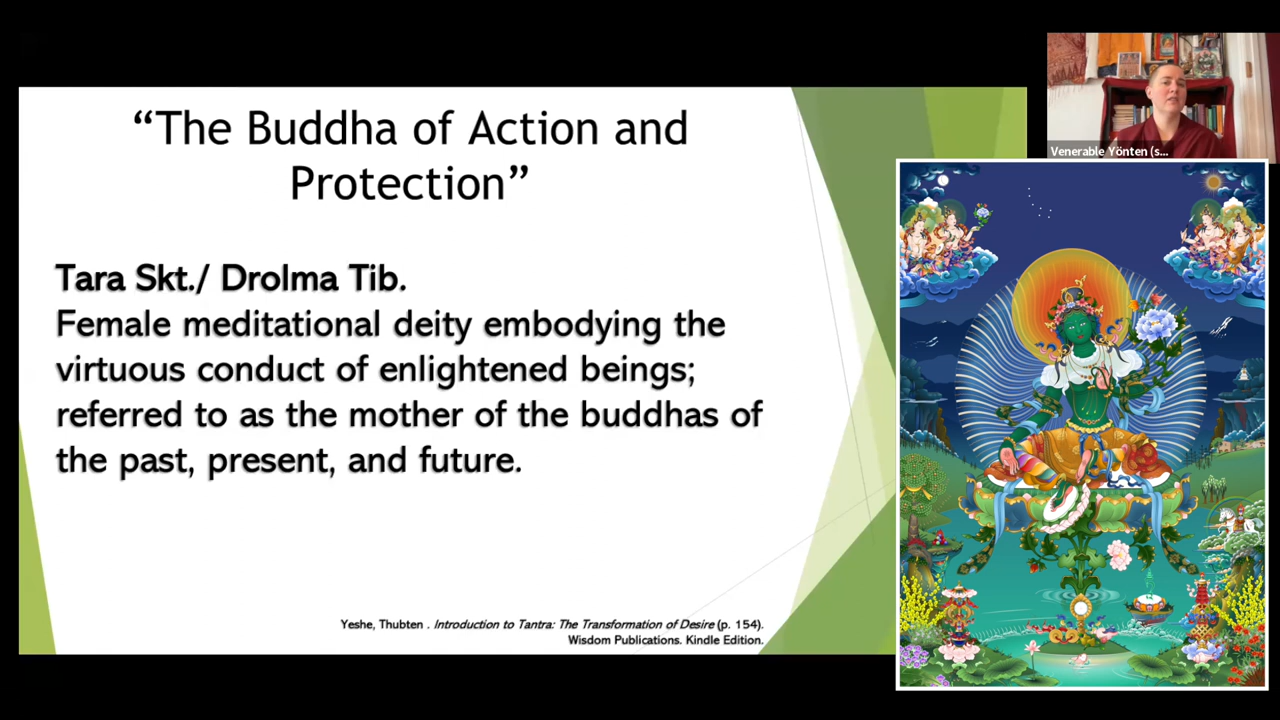 “The Buddha of Action and
Protection”
Tara Skt./ Drolma Tib.
Female meditational deity embodying the
virtuous conduct of enlightened beings;
referred to as the mother of the buddhas of
the past, present, and future.
Yeshe, Thubten . Introduction to Tantra: The Transformation of Desire (p. 154).
Wisdom Publications. Kindle Edition.
Venerable Yönten (s...